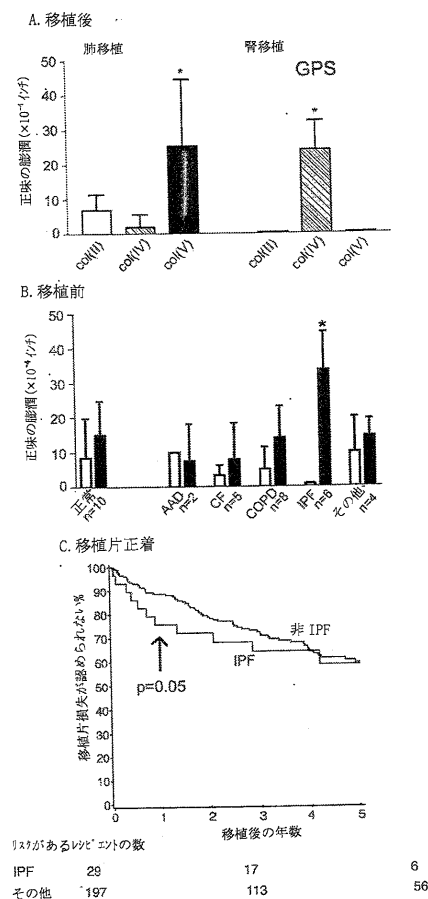 A.移植後
肺移植 腎移植
GPS
正味の膨潤(×10⁻⁴インチ)
50
40
30
20
10
0
* *
col(II) col(IV) col(V) col(II) col(IV) col(V)
B.移植前
正味の膨潤(×10⁻⁴インチ)
50
40
30
20
10
0
*
正常 n=10 AAD n=2 CF n=5 COPD n=8 IPF n=6 その他 n=4
C.移植片正着
移植片損失が認められない%
100
90
80
70
60
50
40
30
20
10
0
非 IPF
IPF
p=0.05
0 1 2 3 4 5
移植後の年数
ﾘｽｸがあるﾚｼﾋﾟｴﾝﾄの数
IPF 29 17 6
その他 197 113 56